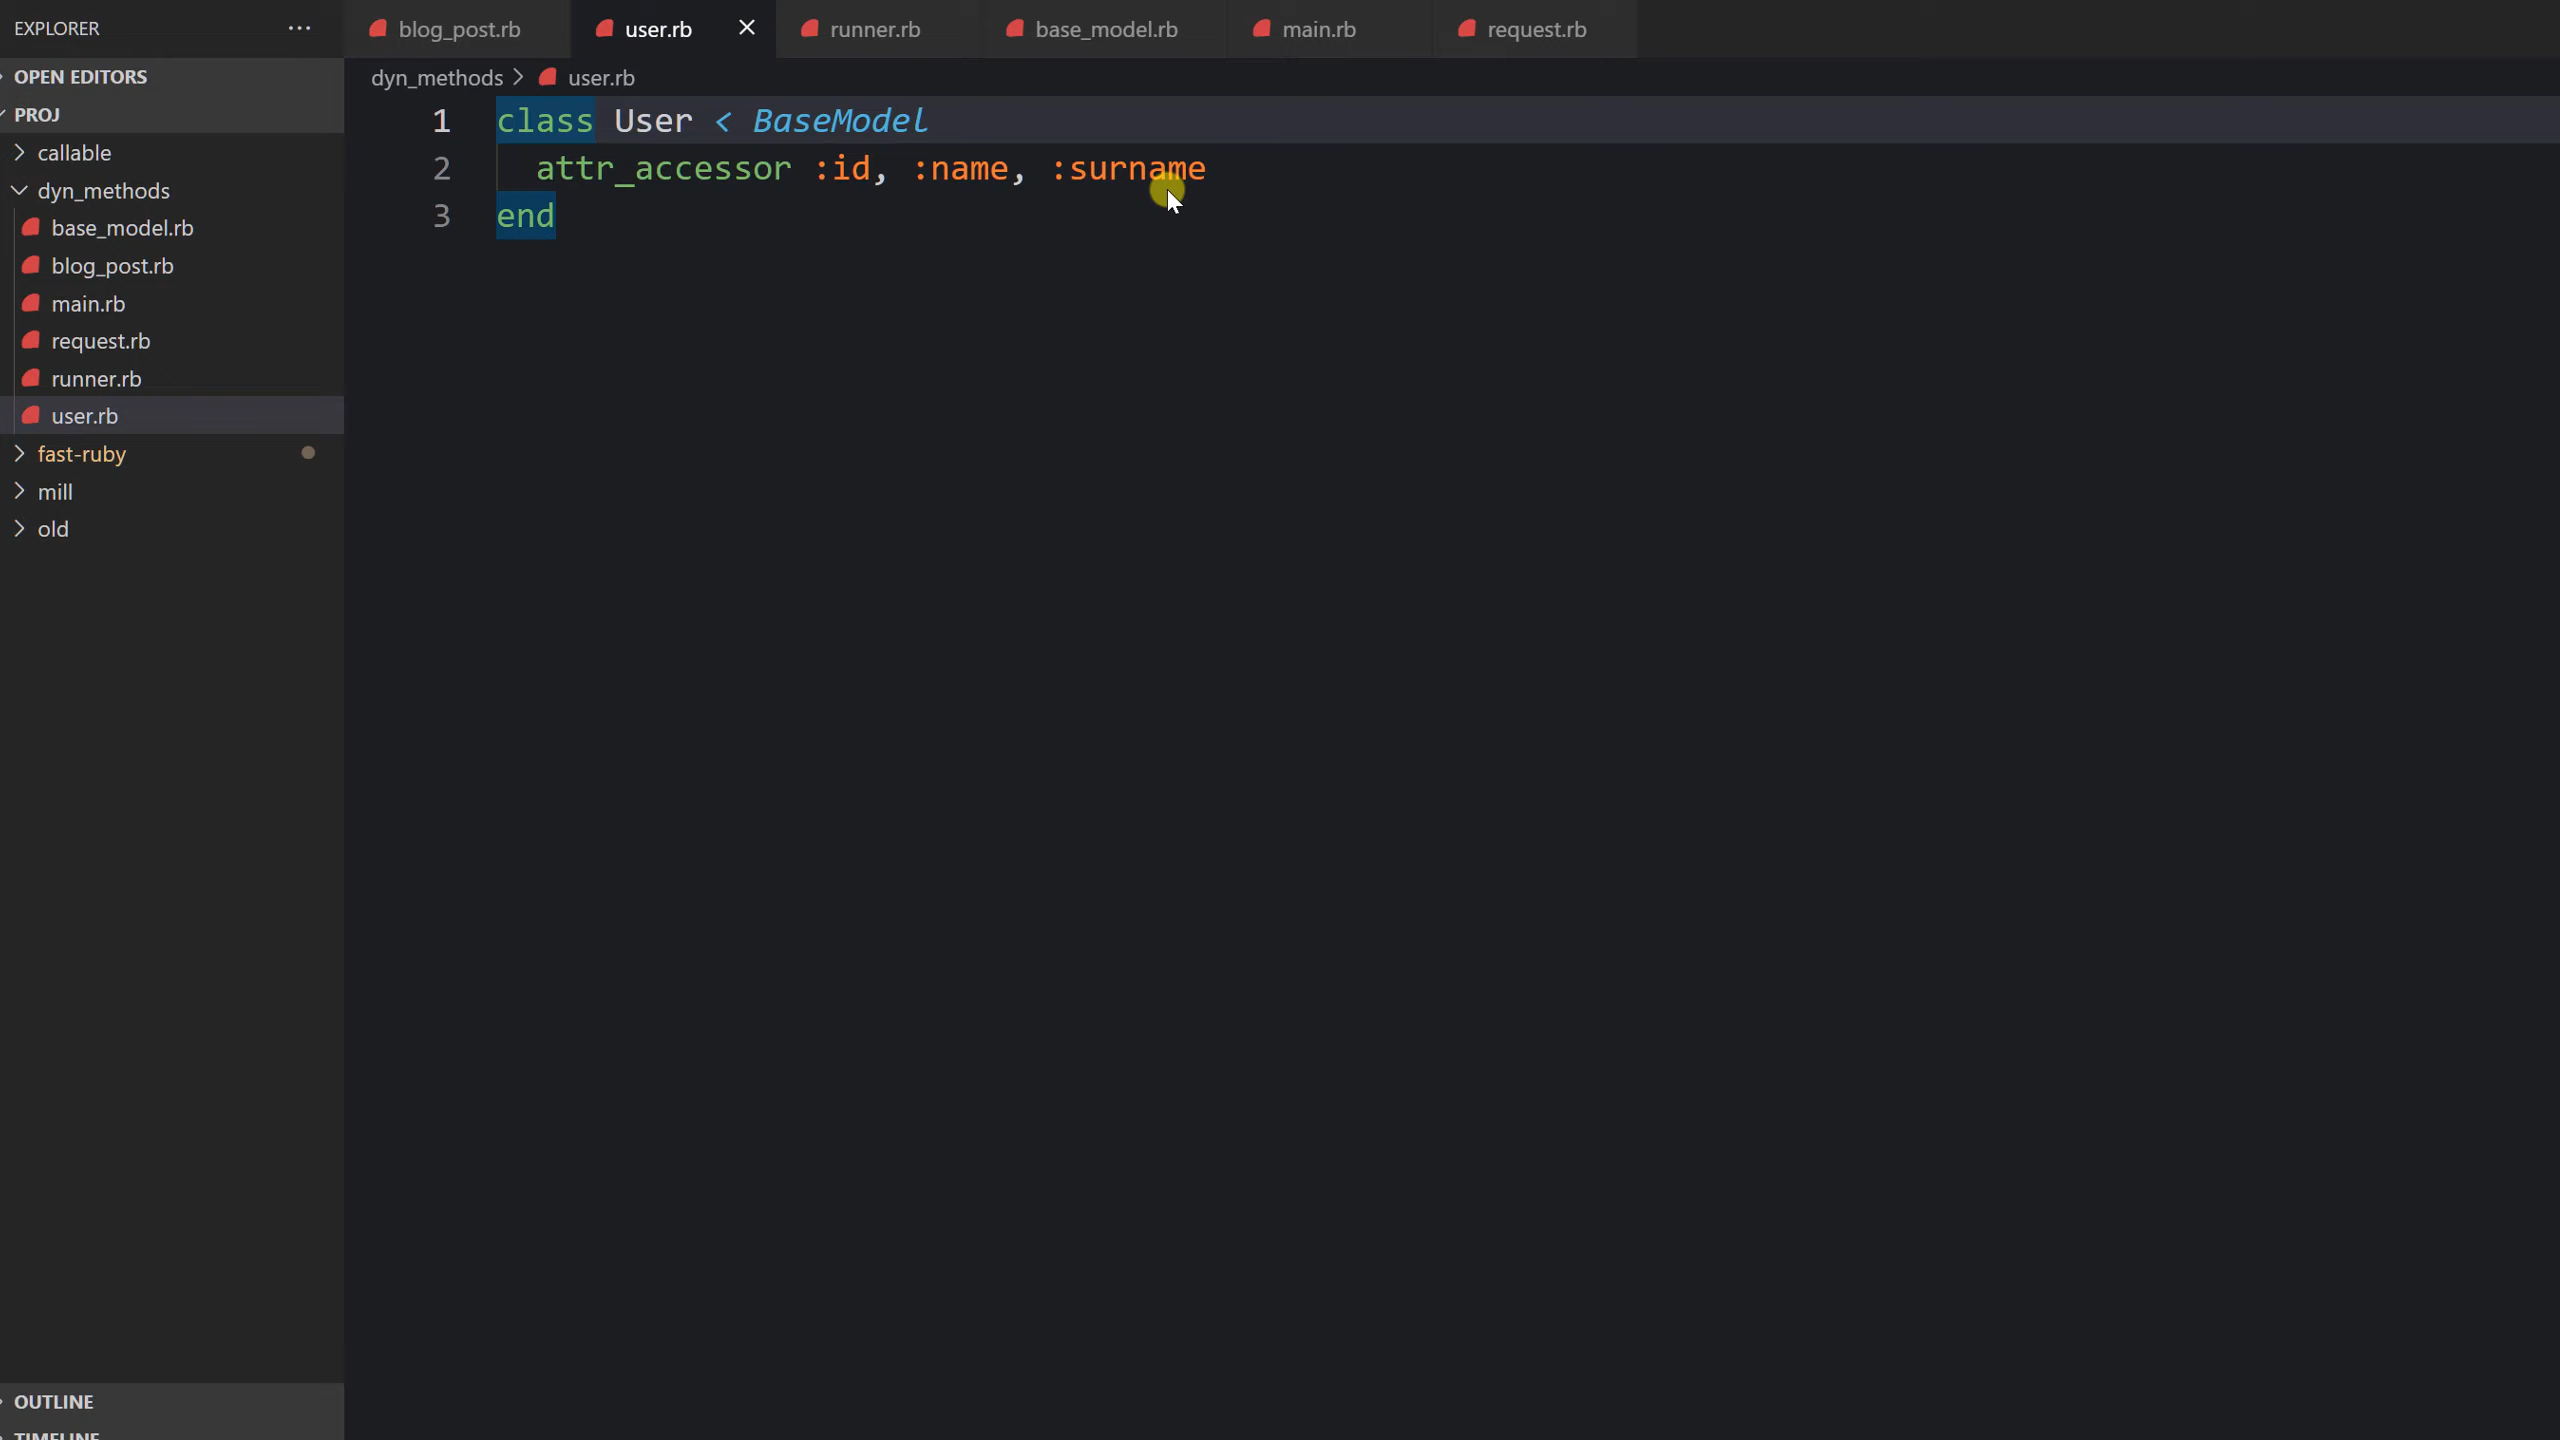 EXPLORER
OPEN EDITORS
PROJ
callable
dyn_methods
base_model.rb
blog_post.rb
main.rb
request.rb
runner.rb
user.rb
fast-ruby
mill
old
OUTLINE
TIMELINE
blog_post.rb user.rb runner.rb base_model.rb main.rb request.rb
dyn_methods > user.rb
1 class User < BaseModel
2 attr_accessor :id, :name, :surname
3 end